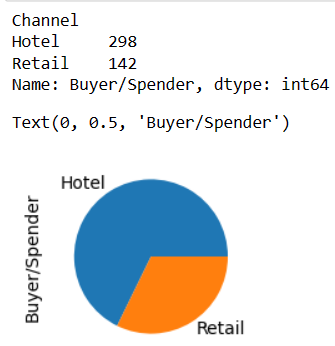 Channel
Hotel     298
Retail    142
Name: Buyer/Spender, dtype: int64
Text(0, 0.5, 'Buyer/Spender')
Hotel
Buyer/Spender
Retail